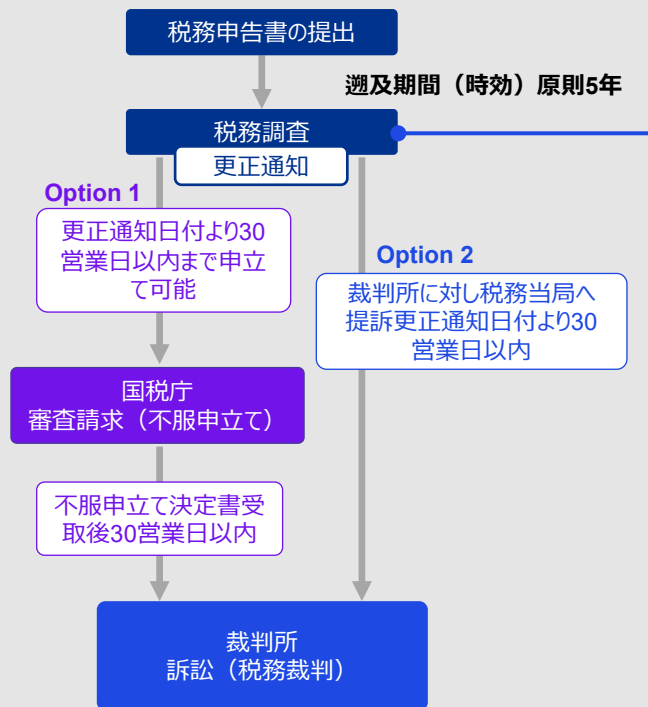 税務申告書の提出
遡及期間（時効）原則5年
税務調査
更正通知
Option 1
更正通知日付より30
営業日以内まで申立
て可能
Option 2
裁判所に対し税務当局へ
提訴更正通知日付より30
営業日以内
国税庁
審査請求（不服申立て）
不服申立て決定書受
取後30営業日以内
裁判所
訴訟（税務裁判）